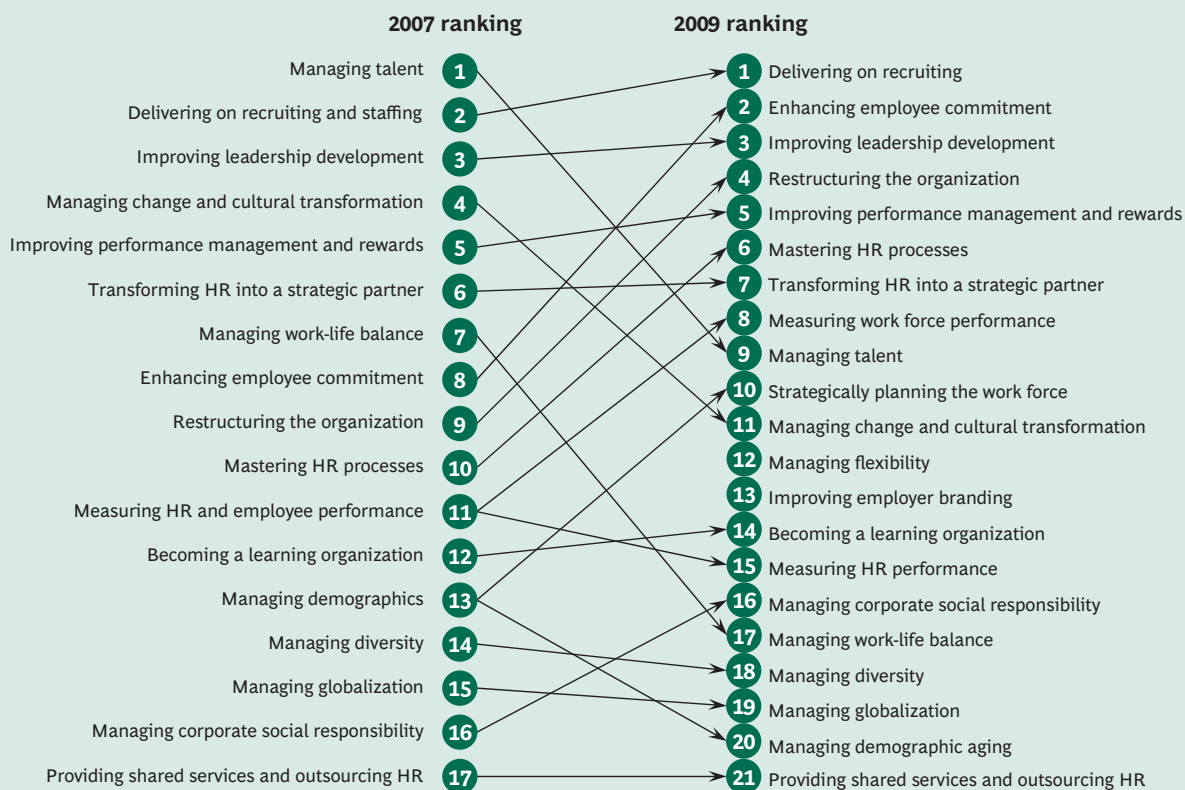 2007 ranking
2009 ranking
Managing talent 1
Delivering on recruiting and staffing 2
Improving leadership development 3
Managing change and cultural transformation 4
Improving performance management and rewards 5
Transforming HR into a strategic partner 6
Managing work-life balance 7
Enhancing employee commitment 8
Restructuring the organization 9
Mastering HR processes 10
Measuring HR and employee performance 11
Becoming a learning organization 12
Managing demographics 13
Managing diversity 14
Managing globalization 15
Managing corporate social responsibility 16
Providing shared services and outsourcing HR 17
1 Delivering on recruiting
2 Enhancing employee commitment
3 Improving leadership development
4 Restructuring the organization
5 Improving performance management and rewards
6 Mastering HR processes
7 Transforming HR into a strategic partner
8 Measuring work force performance
9 Managing talent
10 Strategically planning the work force
11 Managing change and cultural transformation
12 Managing flexibility
13 Improving employer branding
14 Becoming a learning organization
15 Measuring HR performance
16 Managing corporate social responsibility
17 Managing work-life balance
18 Managing diversity
19 Managing globalization
20 Managing demographic aging
21 Providing shared services and outsourcing HR